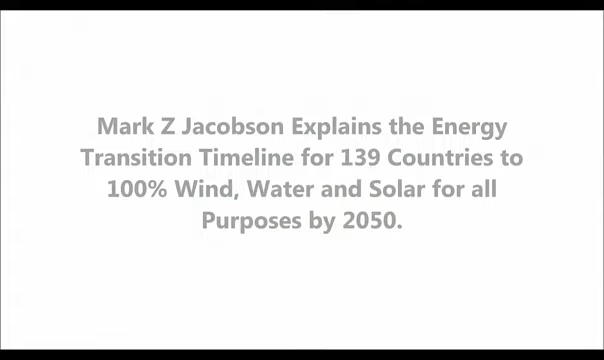 Mark Z Jacobson Explains the Energy
Transition Timeline for 139 Countries to
100% Wind, Water and Solar for all
Purposes by 2050.